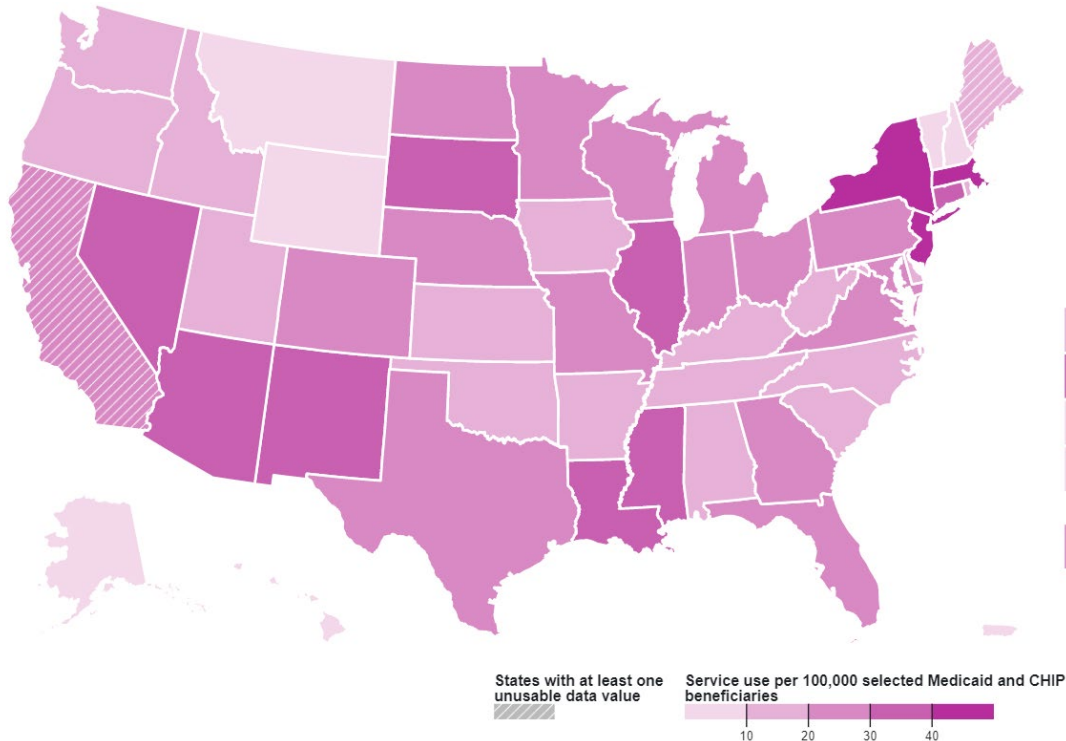 States with at least one
unusable data value
Service use per 100,000 selected Medicaid and CHIP
beneficiaries
10 20 30 40